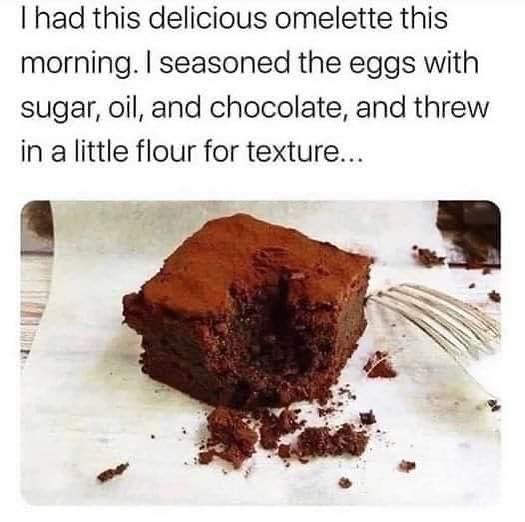 I had this delicious omelette this
morning. I seasoned the eggs with
sugar, oil, and chocolate, and threw
in a little flour for texture...